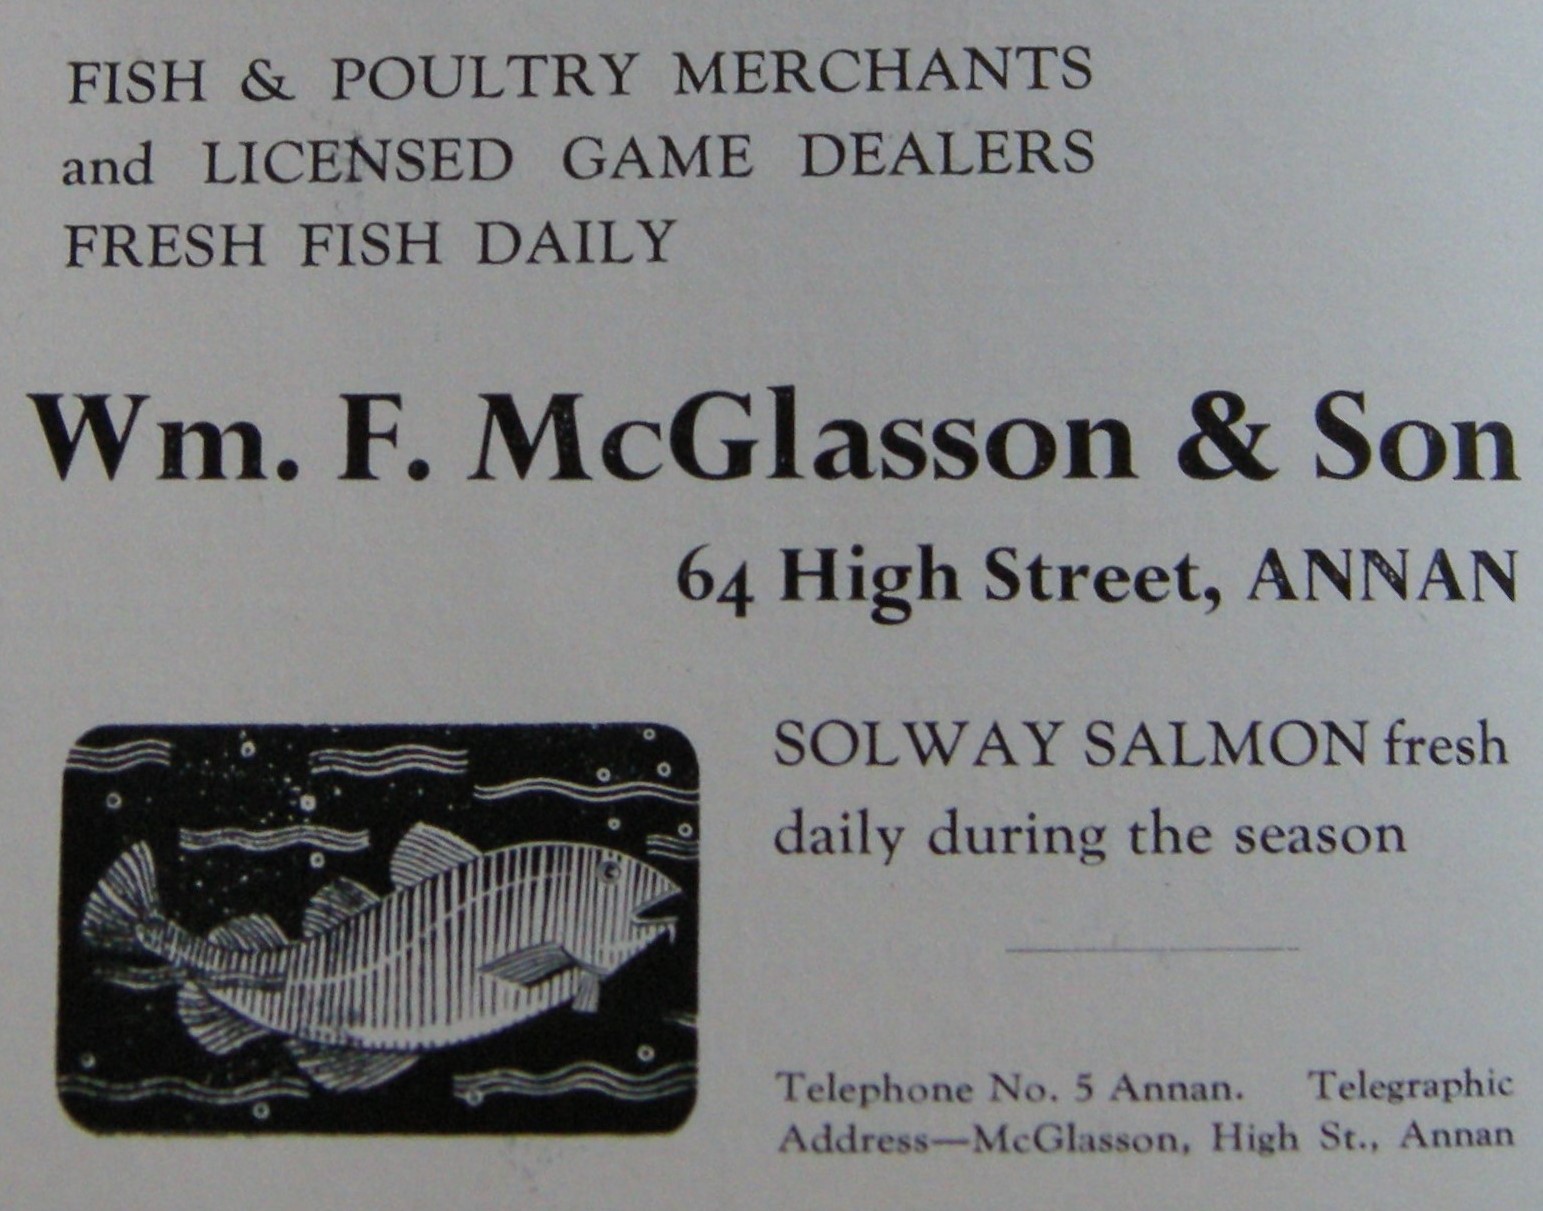 FISH & POULTRY MERCHANTS
and LICENSED GAME DEALERS
FRESH FISH DAILY
Wm. F. McGlasson & Son
64 High Street, ANNAN
SOLWAY SALMON fresh
daily during the season
Telephone No. 5 Annan. Telegraphic
Address—McGlasson, High St., Annan